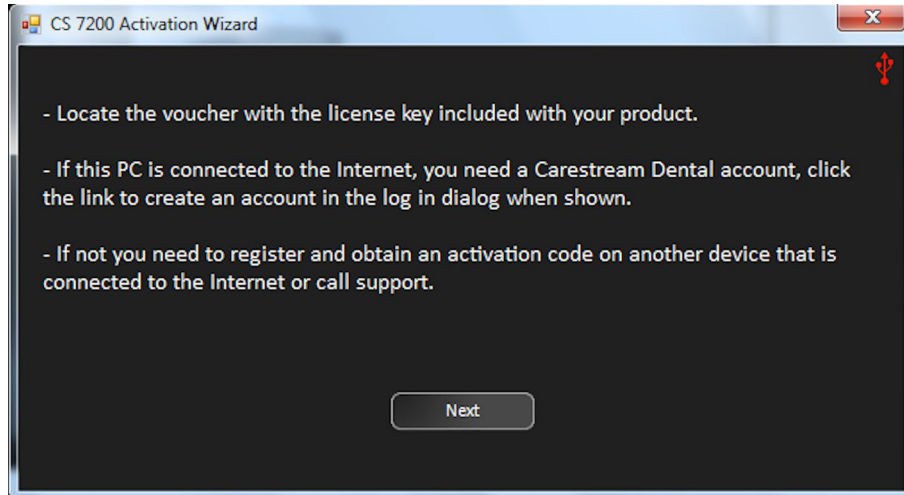 CS 7200 Activation Wizard
- Locate the voucher with the license key included with your product.
- If this PC is connected to the Internet, you need a Carestream Dental account, click
the link to create an account in the log in dialog when shown.
- If not you need to register and obtain an activation code on another device that is
connected to the Internet or call support.
Next